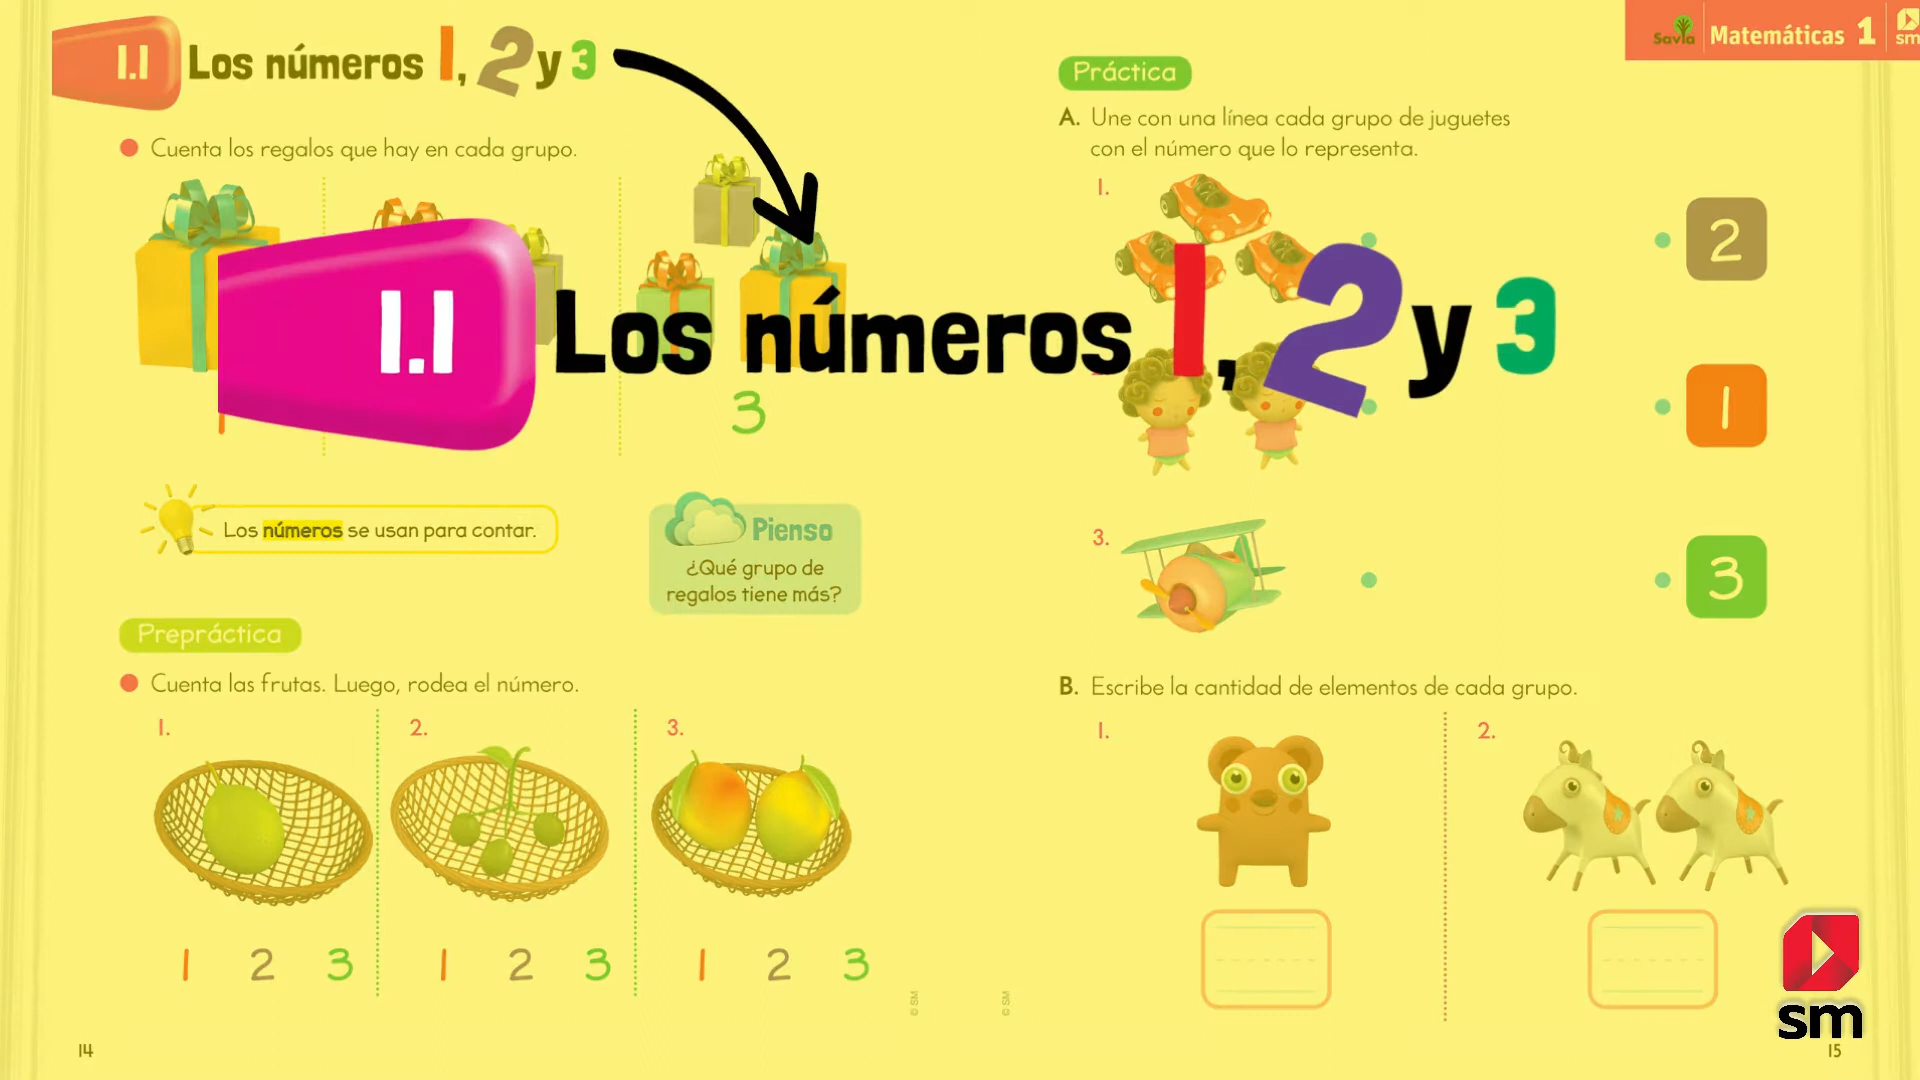 1.1 Los números 1, 2 y 3
Cuenta los regalos que hay en cada grupo.
1.1 Los números 1, 2 y 3
3
Los números se usan para contar.
Pienso
¿Qué grupo de
regalos tiene más?
Prepráctica
Cuenta las frutas. Luego, rodea el número.
1.
2.
3.
1 2 3
1 2 3
1 2 3
© SM
14
Savia
Matemáticas 1
sm
Práctica
A. Une con una línea cada grupo de juguetes
con el número que lo representa.
1.
2
1
3.
3
B. Escribe la cantidad de elementos de cada grupo.
1.
2.
© SM
sm
15